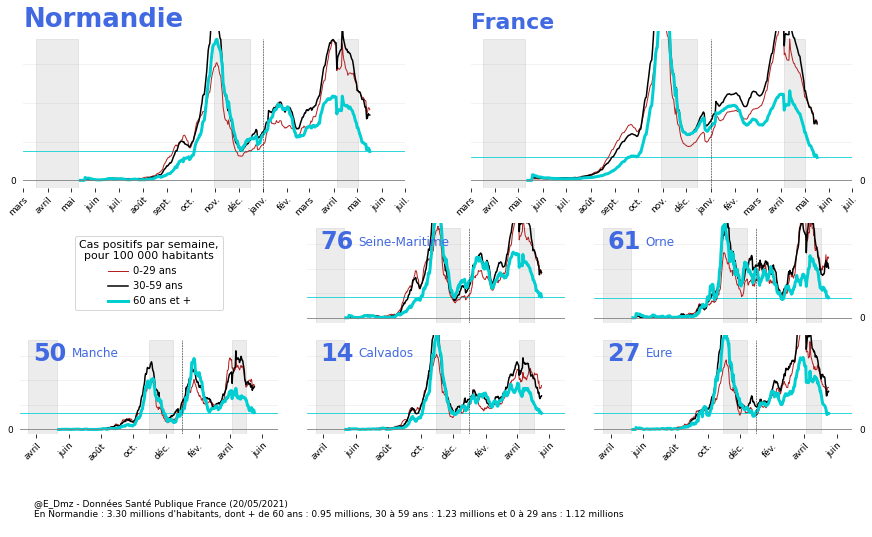 Normandie
France
0
0
mars avril mai juin juil. août sept. oct. nov. déc. janv. fév. mars avril mai juin juil.
mars avril mai juin juil. août sept. oct. nov. déc. janv. fév. mars avril mai juin juil.
Cas positifs par semaine,
pour 100 000 habitants
0-29 ans
30-59 ans
60 ans et +
76 Seine-Maritime
61 Orne
0
50 Manche
14 Calvados
27 Eure
0
0
avril juin août oct. déc. fév. avril juin
avril juin août oct. déc. fév. avril juin
avril juin août oct. déc. fév. avril juin
@E_Dmz - Données Santé Publique France (20/05/2021)
En Normandie : 3.30 millions d'habitants, dont + de 60 ans : 0.95 millions, 30 à 59 ans : 1.23 millions et 0 à 29 ans : 1.12 millions